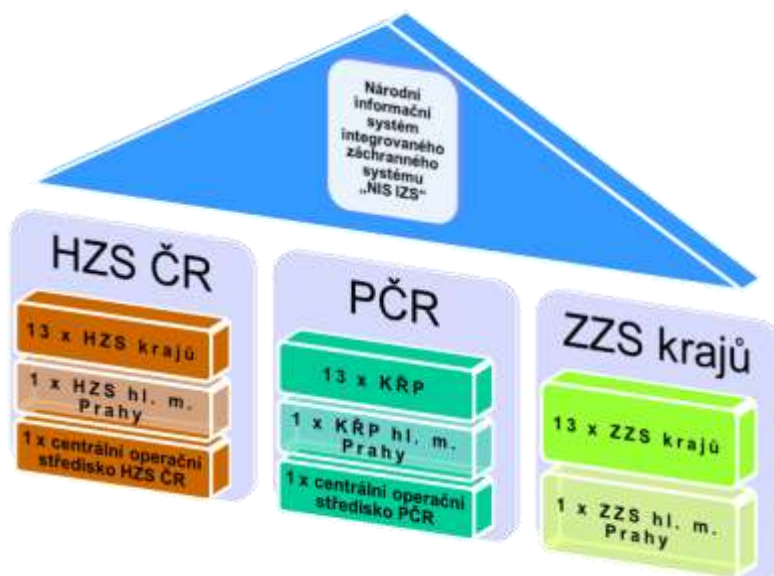 Národní
informační
systém
integrovaného
záchranného
systému
„NIS IZS“
HZS ČR
13 x HZS krajů
1 x HZS hl. m.
Prahy
1 x centrální operační
středisko HZS ČR
PČR
13 x KŘP
1 x KŘP hl. m.
Prahy
1 x centrální operační
středisko PČR
ZZS krajů
13 x ZZS krajů
1 x ZZS hl. m.
Prahy